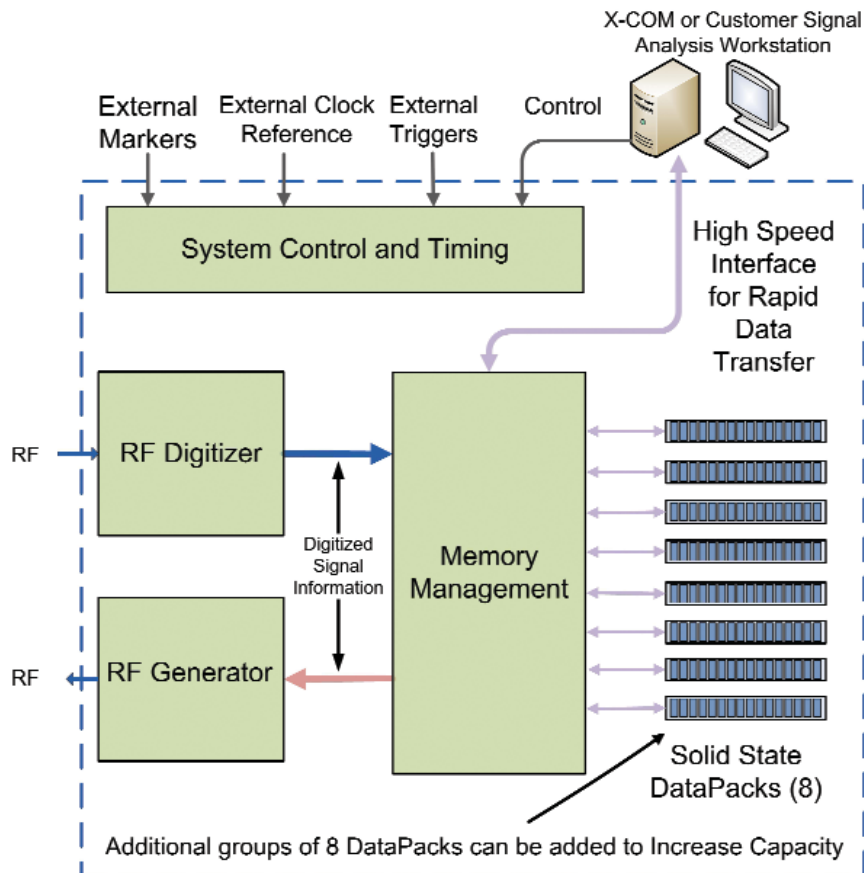 X-COM or Customer Signal
Analysis Workstation
External
Markers
External Clock
Reference
External
Triggers
Control
System Control and Timing
High Speed
Interface
for Rapid
Data
Transfer
RF
RF Digitizer
Digitized
Signal
Information
Memory
Management
RF
RF Generator
Solid State
DataPacks (8)
Additional groups of 8 DataPacks can be added to Increase Capacity